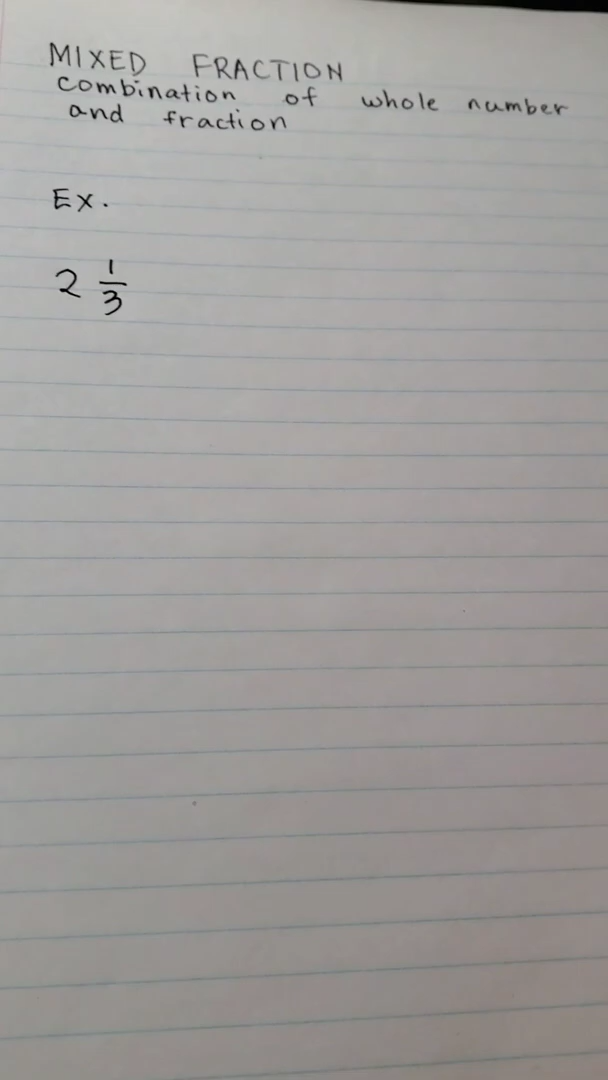 MIXED FRACTION
combination of whole number
and fraction
Ex.
2 1/3